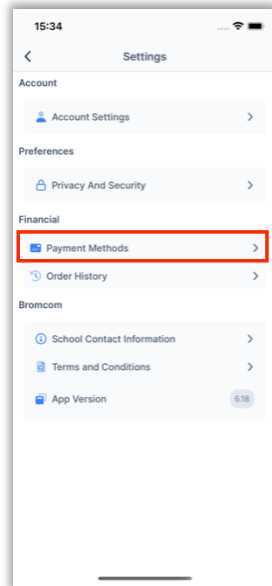 15:34
Settings
Account
Account Settings
Preferences
Privacy And Security
Financial
Payment Methods
Order History
Bromcom
School Contact Information
Terms and Conditions
App Version 6.18